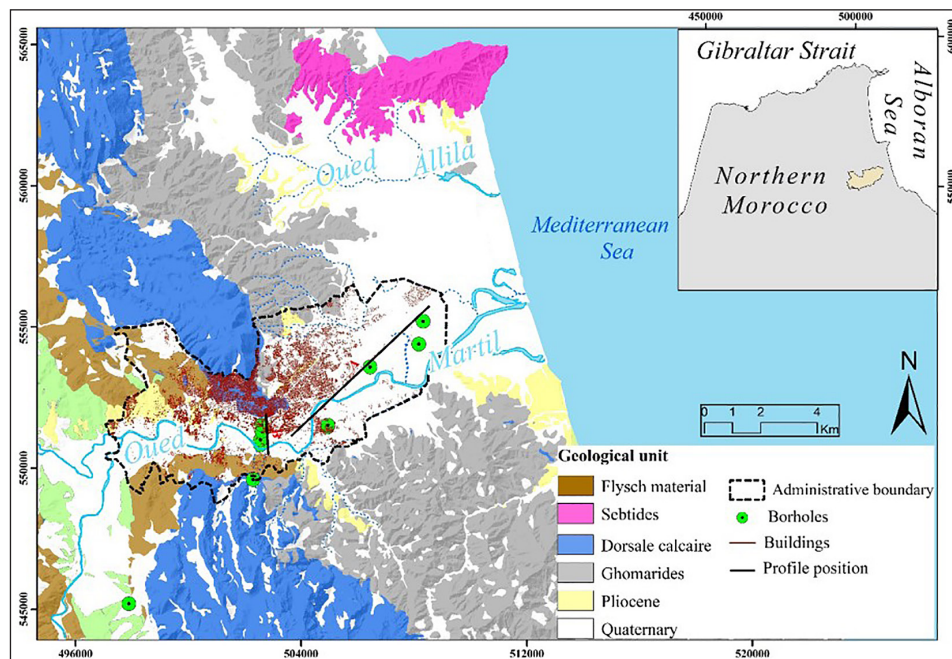 450000
500000
565000
Gibraltar Strait
Alboran
Sea
Northern
Morocco
550000
Oued
Allila
560000
Mediterranean
Sea
555000
Martil
N
0 1 2 4
Km
Oued
550000
Geological unit
Flysch material
Sebtides
Dorsale calcaire
Ghomarides
Pliocene
Quaternary
Administrative boundary
Borholes
Buildings
Profile position
545000
496000
504000
512000
520000